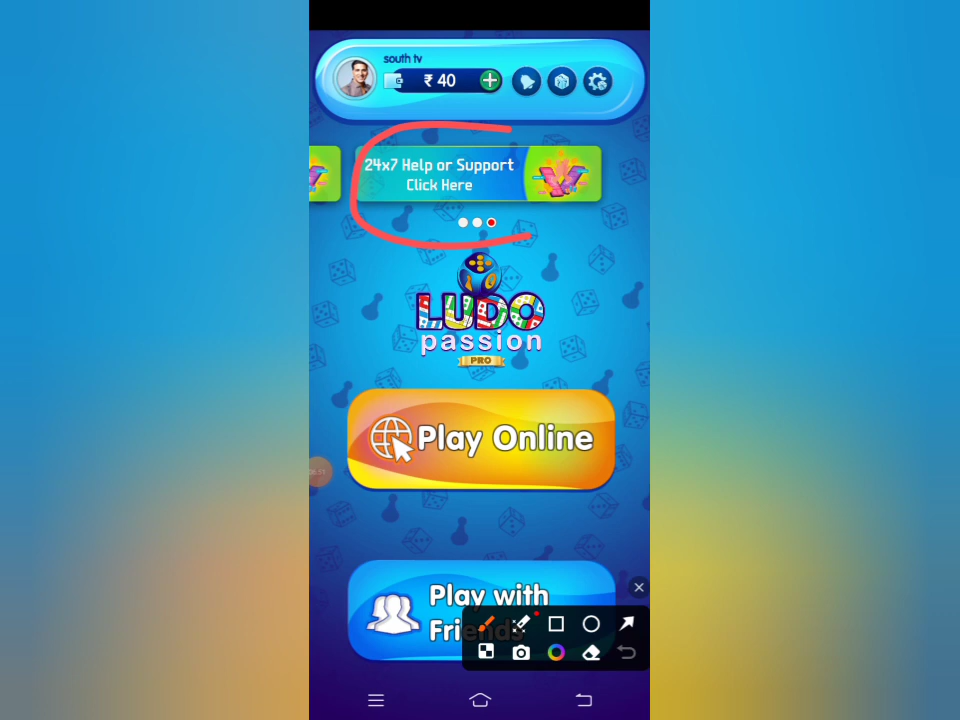 south tv
₹ 40
24x7 Help or Support
Click Here
LUDO
passion
PRO
Play Online
Play with
Friends